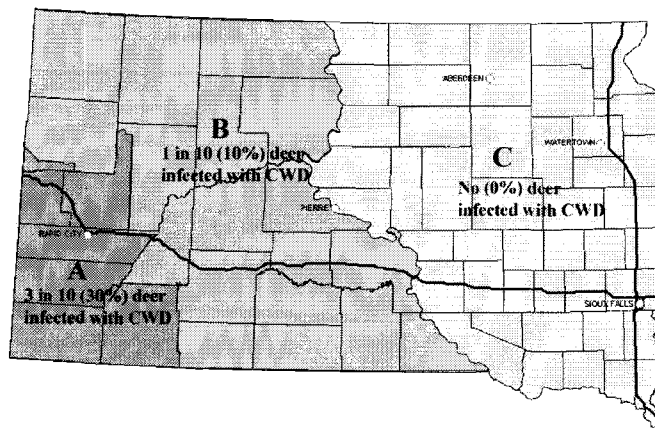 ABERDEEN
B
1 in 10 (10%) deer
infected with CWD
WATERTOWN
C
No (0%) deer
infected with CWD
PIERRE
RAPID CITY
A
3 in 10 (30%) deer
infected with CWD
SIOUX FALLS